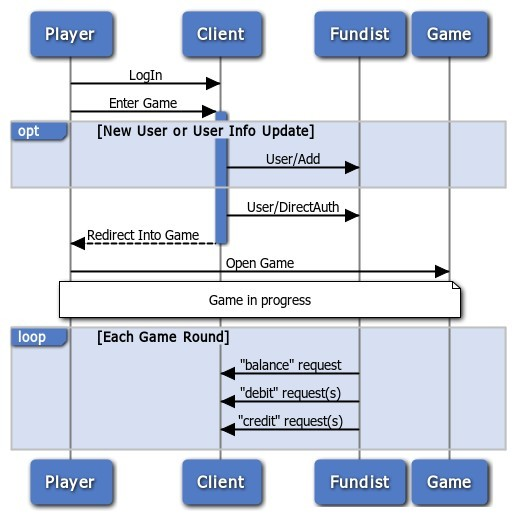 Player Client Fundist Game
LogIn
Enter Game
opt [New User or User Info Update]
User/Add
User/DirectAuth
Redirect Into Game
Open Game
Game in progress
loop [Each Game Round]
"balance" request
"debit" request(s)
"credit" request(s)
Player Client Fundist Game